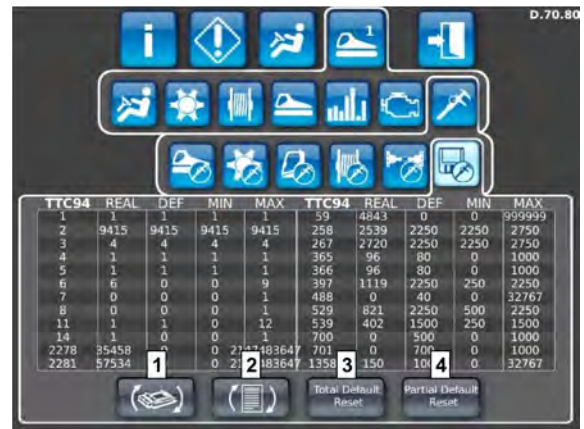 D.70.80
1
TTC94 REAL DEF MIN MAX TTC94 REAL DEF MIN MAX
1 1 1 1 1 59 4843 0 0 999999
2 9415 9415 9415 9415 258 2539 2250 2250 2750
3 4 4 4 4 267 2720 2250 2250 2750
4 1 1 0 1 365 96 80 0 1000
5 1 1 0 1 366 96 80 0 1000
6 6 0 0 9 397 1119 2250 250 2250
7 0 0 0 1 488 0 40 0 32767
8 0 0 0 1 529 821 2250 500 2250
11 1 1 0 12 539 402 1500 250 1500
14 1 0 0 1 700 0 500 0 1000
2278 35458 0 701 0 0 1000
2281 57534 0 1358 150 0 32767
1 2 3 4
Total Default
Reset
Partial Default
Reset